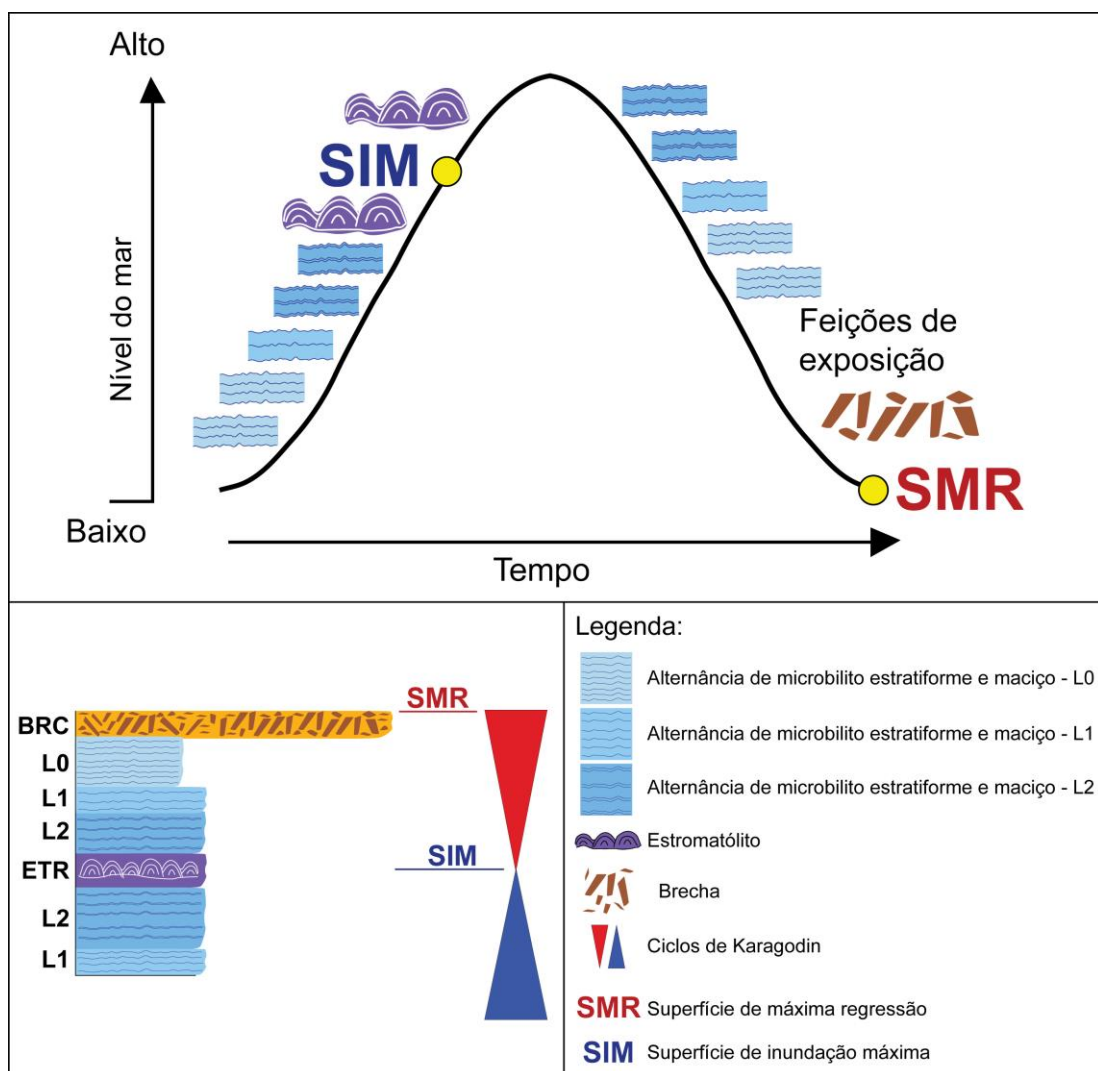 Alto
SIM
Nível do mar
Feições de
exposição
SMR
Baixo
Tempo
BRC
L0
L1
L2
ETR
L2
L1
SMR
SIM
Legenda:
Alternância de microbilito estratiforme e maciço - L0
Alternância de microbilito estratiforme e maciço - L1
Alternância de microbilito estratiforme e maciço - L2
Estromatólito
Brecha
Ciclos de Karagodin
SMR Superfície de máxima regressão
SIM Superfície de inundação máxima